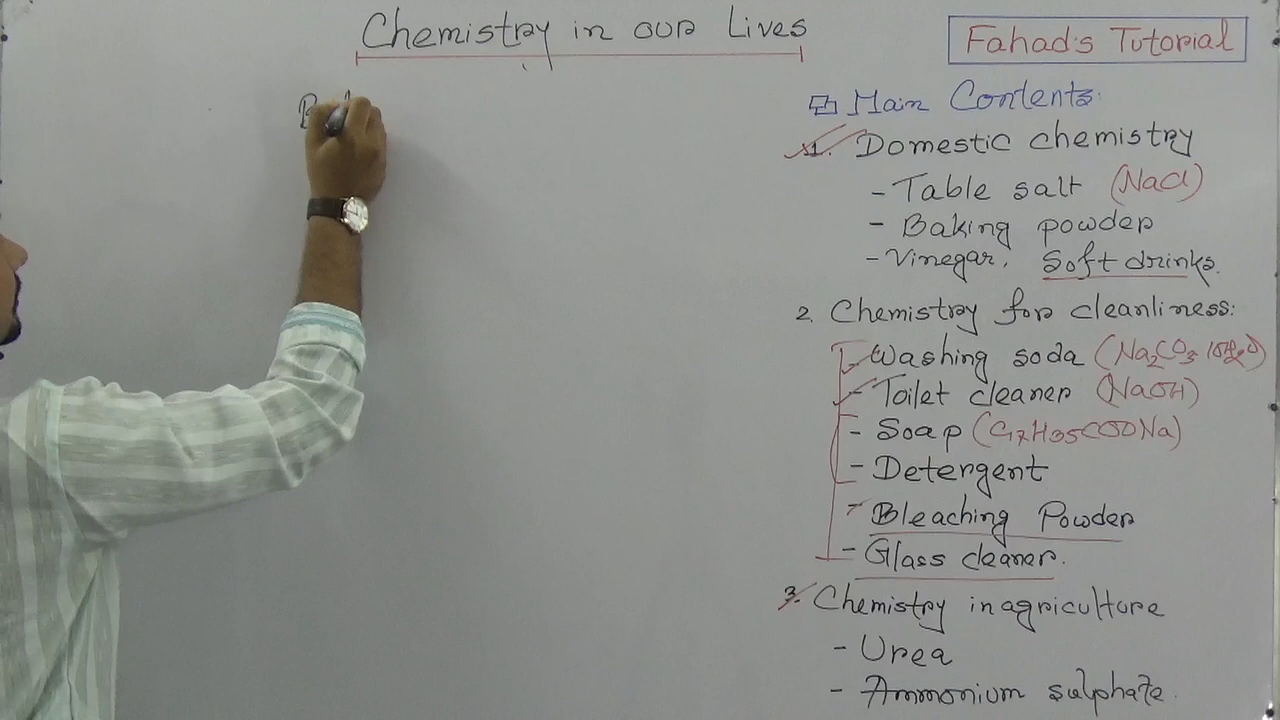 Chemistry in our Lives
Fahad's Tutorial
Main Contents:
1. Domestic chemistry
- Table salt (NaCl)
- Baking powder
- Vinegar, Soft drinks.
2. Chemistry for cleanliness:
- Washing soda (Na2CO3 10H2O)
- Toilet cleaner (NaOH)
- Soap (C17H35COONa)
- Detergent
- Bleaching Powder
- Glass cleaner.
3. Chemistry in agriculture
- Urea
- Ammonium sulphate.